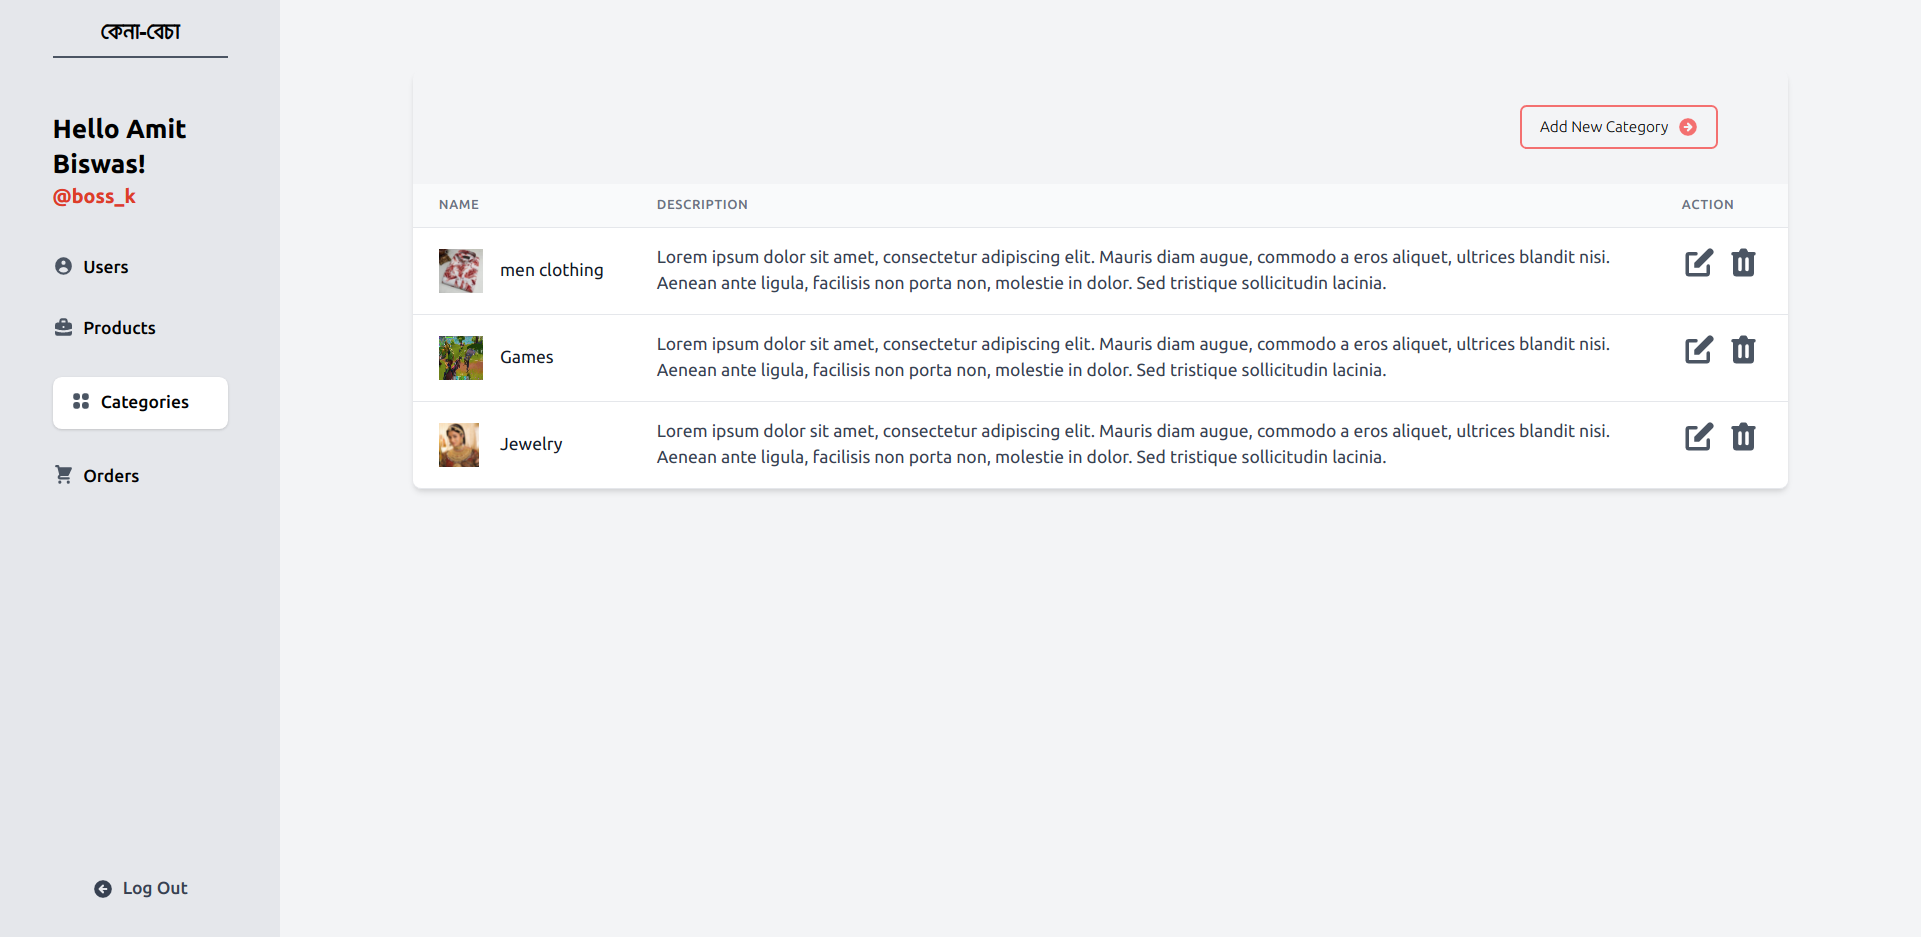 কেনা-বেচা
Hello Amit
Biswas!
@boss_k
Users
Products
Categories
Orders
Log Out
Add New Category
NAME DESCRIPTION ACTION
men clothing
Lorem ipsum dolor sit amet, consectetur adipiscing elit. Mauris diam augue, commodo a eros aliquet, ultrices blandit nisi.
Aenean ante ligula, facilisis non porta non, molestie in dolor. Sed tristique sollicitudin lacinia.
Games
Lorem ipsum dolor sit amet, consectetur adipiscing elit. Mauris diam augue, commodo a eros aliquet, ultrices blandit nisi.
Aenean ante ligula, facilisis non porta non, molestie in dolor. Sed tristique sollicitudin lacinia.
Jewelry
Lorem ipsum dolor sit amet, consectetur adipiscing elit. Mauris diam augue, commodo a eros aliquet, ultrices blandit nisi.
Aenean ante ligula, facilisis non porta non, molestie in dolor. Sed tristique sollicitudin lacinia.